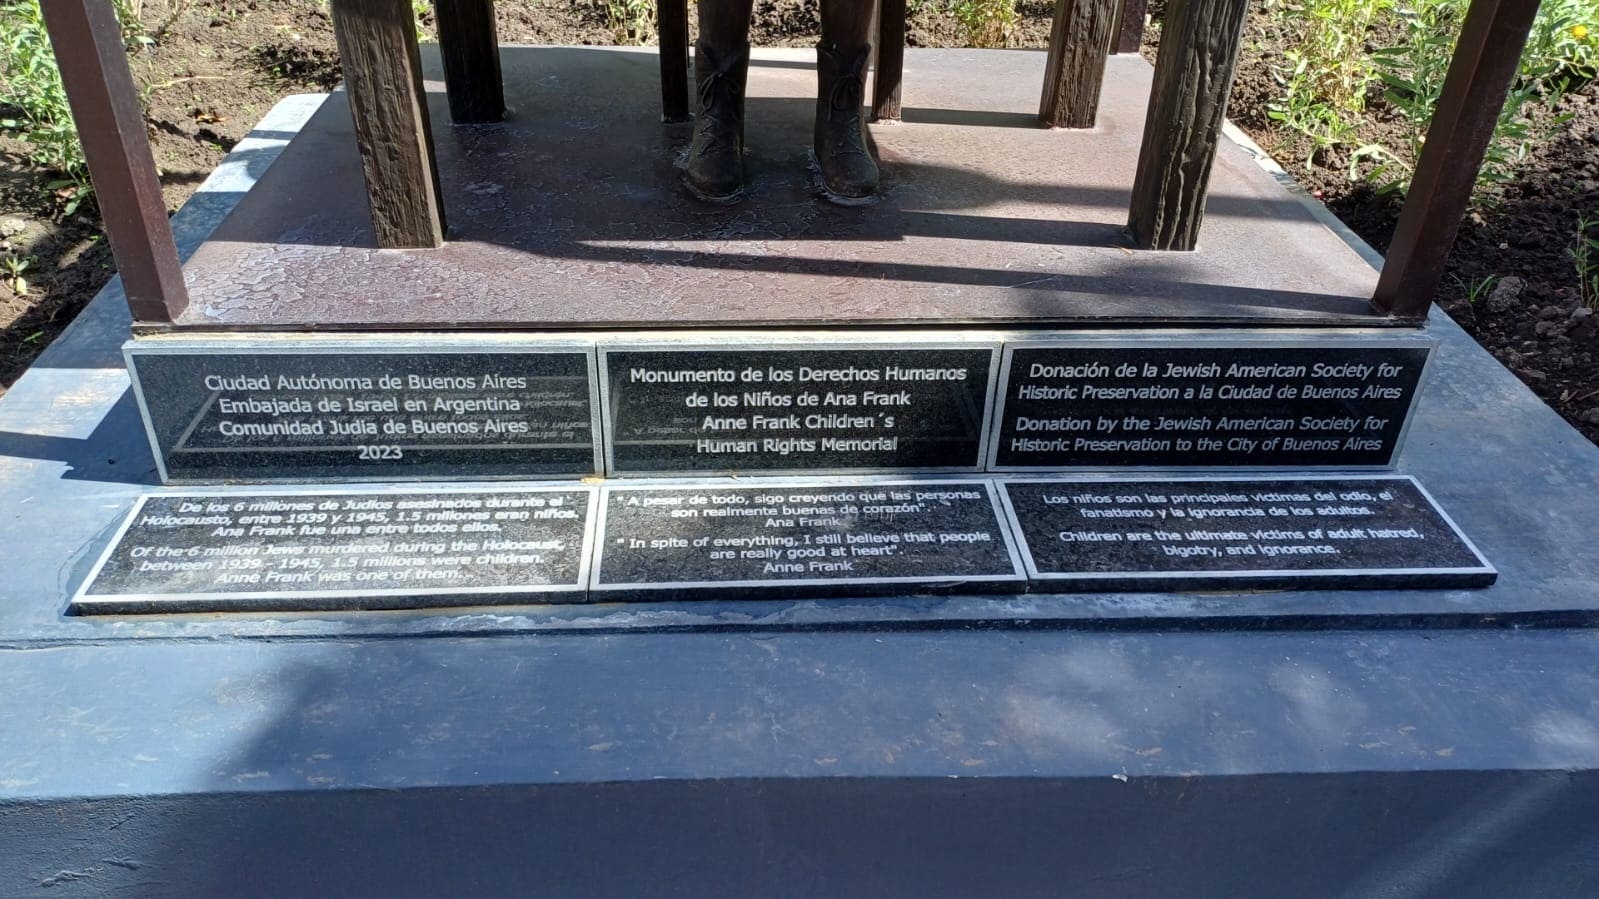 Ciudad Autónoma de Buenos Aires
Embajada de Israel en Argentina
Comunidad Judia de Buenos Aires
2023
Monumento de los Derechos Humanos
de los Niños de Ana Frank
Anne Frank Children´s
Human Rights Memorial
Donación de la Jewish American Society for
Historic Preservation a la Ciudad de Buenos Aires
Donation by the Jewish American Society for
Historic Preservation to the City of Buenos Aires
De los 6 millones de Judíos asesinados durante el
Holocausto, entre 1939 y 1945, 1.5 millones eran niños.
Ana Frank fue una entre todos ellos.
Of the 6 million Jews murdered during the Holocaust,
between 1939 - 1945, 1.5 millions were children.
Anne Frank was one of them...
" A pesar de todo, sigo creyendo que las personas
son realmente buenas de corazón".
Ana Frank
" In spite of everything, I still believe that people
are really good at heart".
Anne Frank
Los niños son las principales víctimas del odio, el
fanatismo y la ignorancia de los adultos.
Children are the ultimate victims of adult hatred,
bigotry, and ignorance.